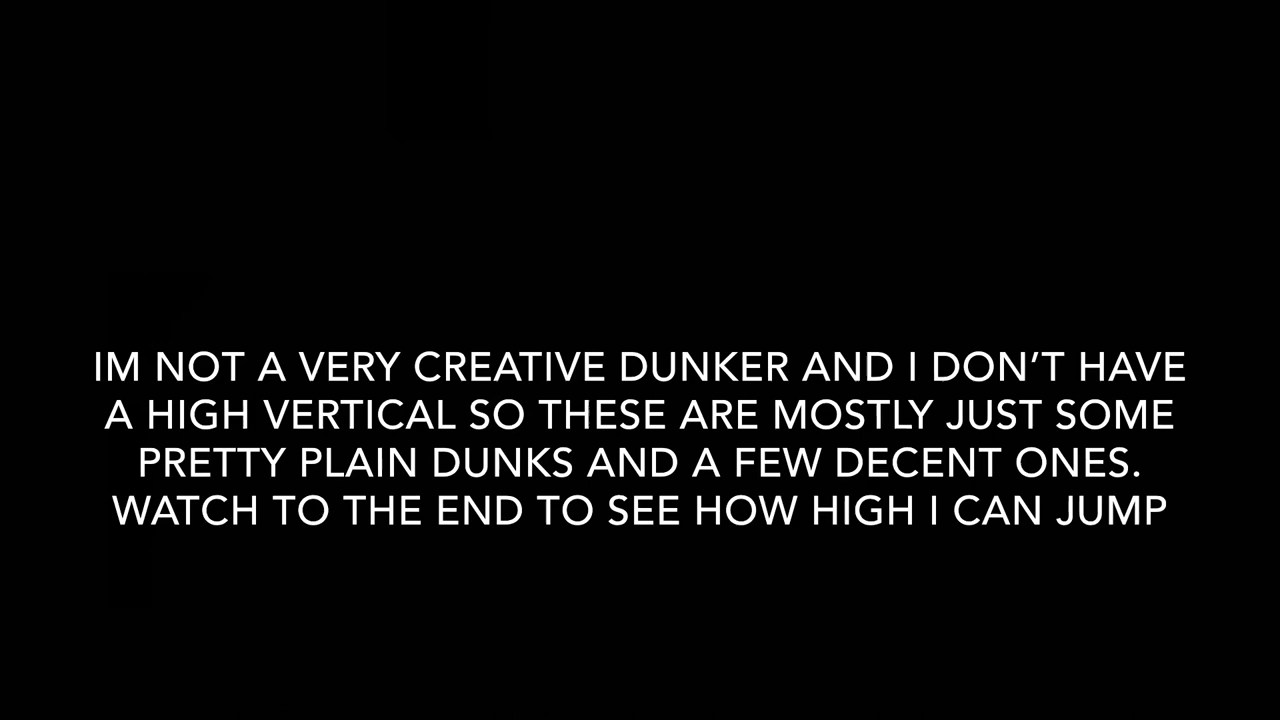 IM NOT A VERY CREATIVE DUNKER AND I DON’T HAVE
A HIGH VERTICAL SO THESE ARE MOSTLY JUST SOME
PRETTY PLAIN DUNKS AND A FEW DECENT ONES.
WATCH TO THE END TO SEE HOW HIGH I CAN JUMP